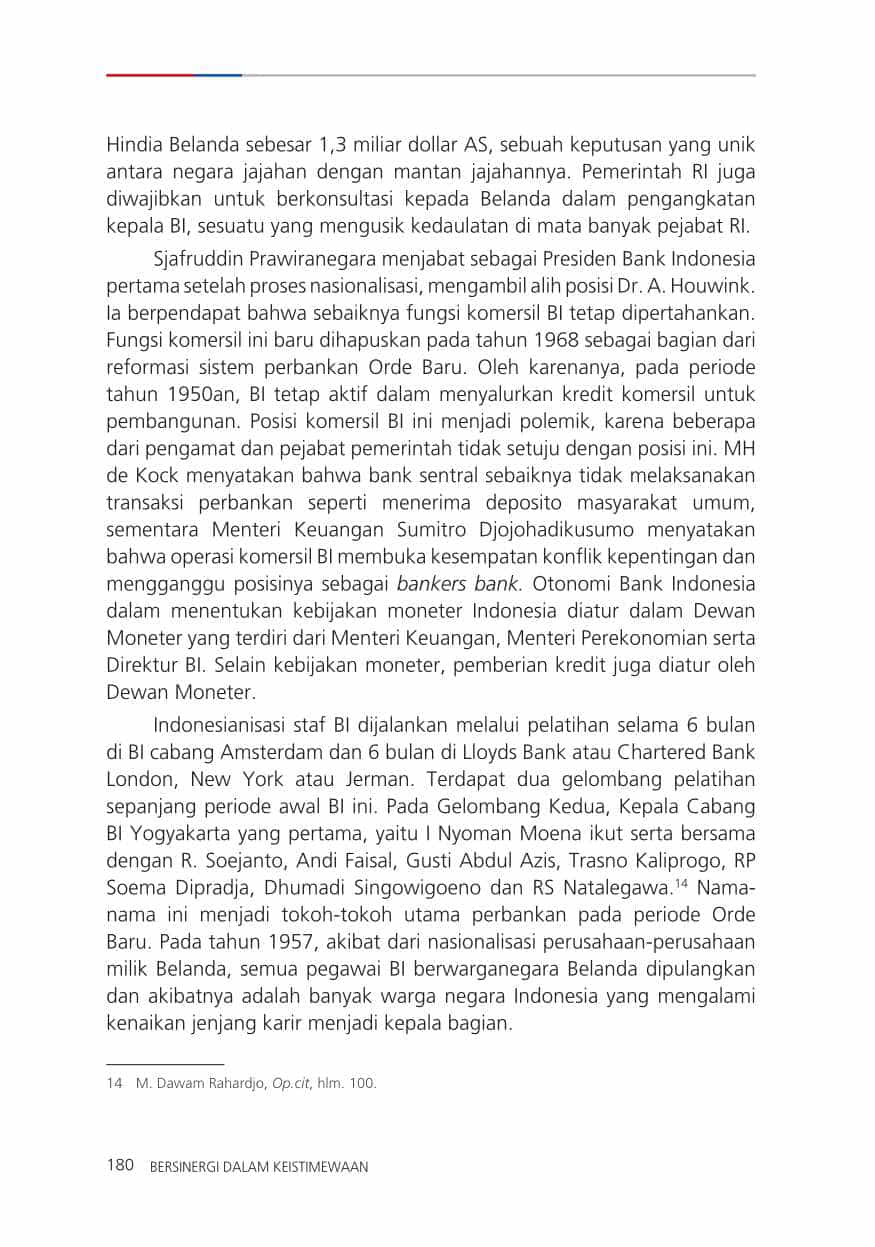 Hindia Belanda sebesar 1,3 miliar dollar AS, sebuah keputusan yang unik
antara negara jajahan dengan mantan jajahannya. Pemerintah RI juga
diwajibkan untuk berkonsultasi kepada Belanda dalam pengangkatan
kepala BI, sesuatu yang mengusik kedaulatan di mata banyak pejabat RI.
Sjafruddin Prawiranegara menjabat sebagai Presiden Bank Indonesia
pertama setelah proses nasionalisasi, mengambil alih posisi Dr. A. Houwink.
Ia berpendapat bahwa sebaiknya fungsi komersil BI tetap dipertahankan.
Fungsi komersil ini baru dihapuskan pada tahun 1968 sebagai bagian dari
reformasi sistem perbankan Orde Baru. Oleh karenanya, pada periode
tahun 1950an, BI tetap aktif dalam menyalurkan kredit komersil untuk
pembangunan. Posisi komersil BI ini menjadi polemik, karena beberapa
dari pengamat dan pejabat pemerintah tidak setuju dengan posisi ini. MH
de Kock menyatakan bahwa bank sentral sebaiknya tidak melaksanakan
transaksi perbankan seperti menerima deposito masyarakat umum,
sementara Menteri Keuangan Sumitro Djojohadikusumo menyatakan
bahwa operasi komersil BI membuka kesempatan konflik kepentingan dan
mengganggu posisinya sebagai bankers bank. Otonomi Bank Indonesia
dalam menentukan kebijakan moneter Indonesia diatur dalam Dewan
Moneter yang terdiri dari Menteri Keuangan, Menteri Perekonomian serta
Direktur BI. Selain kebijakan moneter, pemberian kredit juga diatur oleh
Dewan Moneter.
Indonesianisasi staf BI dijalankan melalui pelatihan selama 6 bulan
di BI cabang Amsterdam dan 6 bulan di Lloyds Bank atau Chartered Bank
London, New York atau Jerman. Terdapat dua gelombang pelatihan
sepanjang periode awal BI ini. Pada Gelombang Kedua, Kepala Cabang
BI Yogyakarta yang pertama, yaitu I Nyoman Moena ikut serta bersama
dengan R. Soejanto, Andi Faisal, Gusti Abdul Azis, Trasno Kaliprogo, RP
Soema Dipradja, Dhumadi Singowigoeno dan RS Natalegawa.14 Nama-
nama ini menjadi tokoh-tokoh utama perbankan pada periode Orde
Baru. Pada tahun 1957, akibat dari nasionalisasi perusahaan-perusahaan
milik Belanda, semua pegawai BI berwarganegara Belanda dipulangkan
dan akibatnya adalah banyak warga negara Indonesia yang mengalami
kenaikan jenjang karir menjadi kepala bagian.
14 M. Dawam Rahardjo, Op.cit, hlm. 100.
180 BERSINERGI DALAM KEISTIMEWAAN